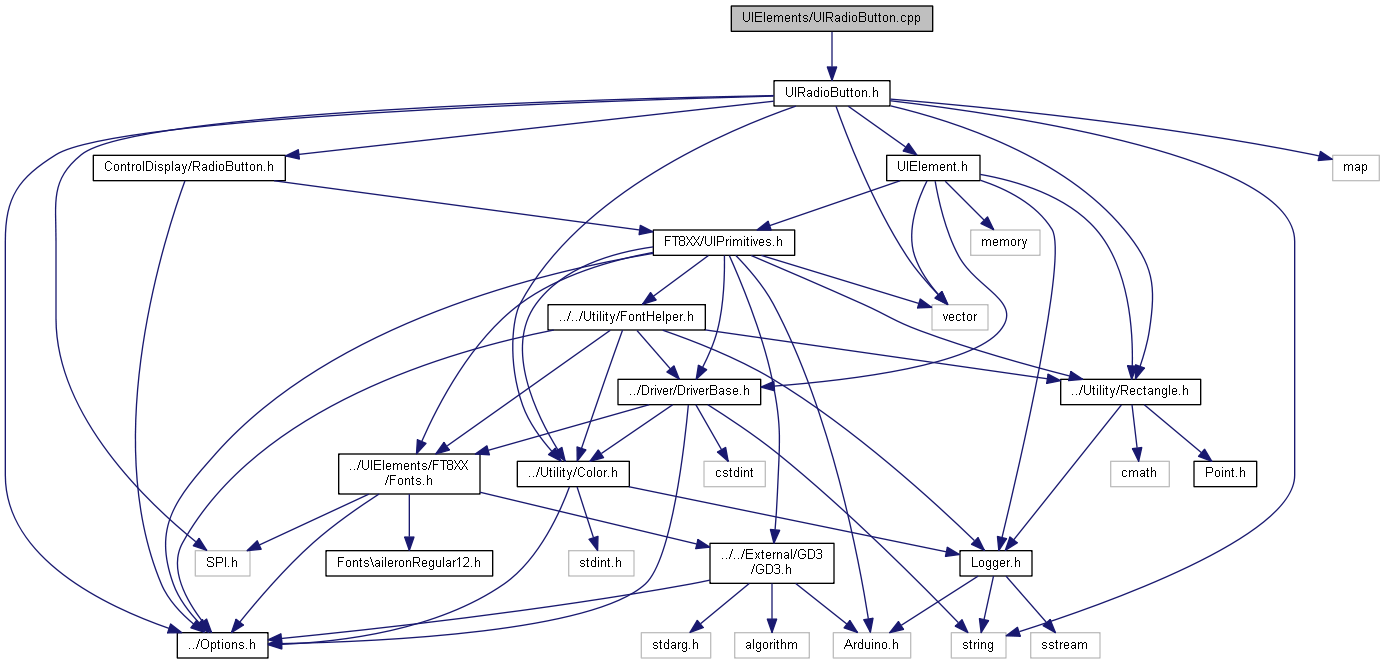 UIElements/UIRadioButton.cpp
UIRadioButton.h
ControlDisplay/RadioButton.h
UIElement.h
map
FT8XX/UIPrimitives.h
memory
../../Utility/FontHelper.h
vector
../Driver/DriverBase.h
../Utility/Rectangle.h
../UIElements/FT8XX
/Fonts.h
../Utility/Color.h
cstdint
cmath
Point.h
SPI.h
Fonts\aileronRegular12.h
stdint.h
../../External/GD3
/GD3.h
Logger.h
../Options.h
stdarg.h
algorithm
Arduino.h
string
sstream